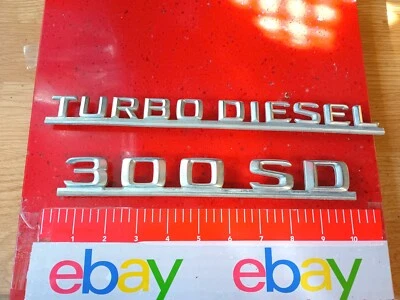 TURBO DIESEL
300 SD
1 2 3 4 5 6 7 8 9 10
ebay ebay